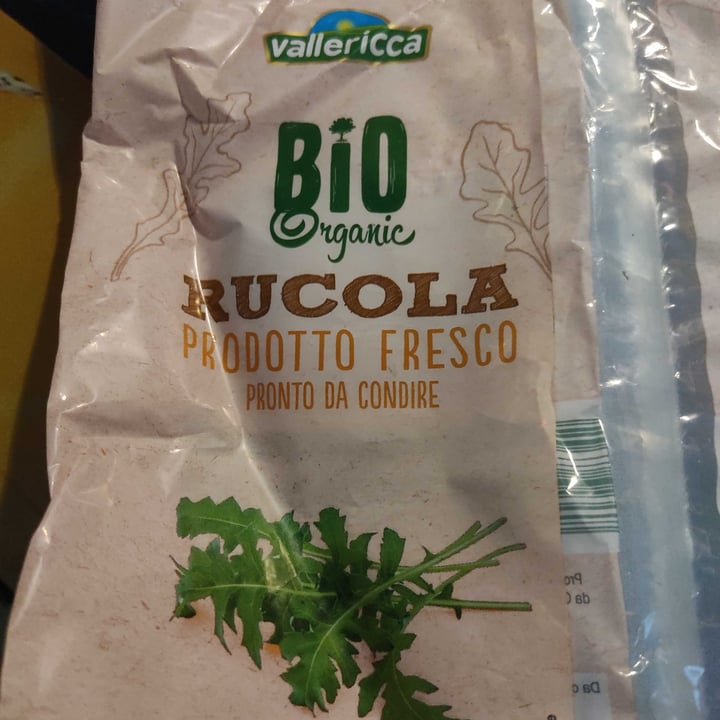 vallericca
BiO
Organic
RUCOLA
PRODOTTO FRESCO
PRONTO DA CONDIRE